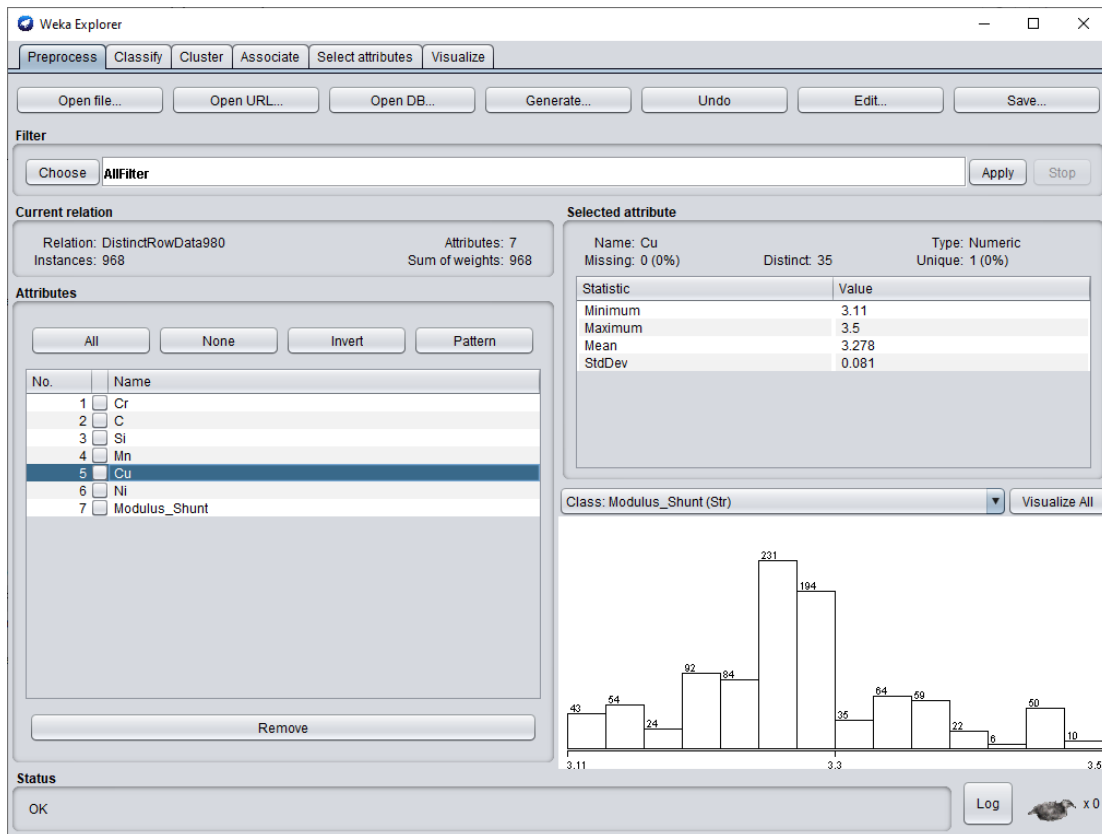 Weka Explorer
Preprocess Classify Cluster Associate Select attributes Visualize
Open file... Open URL... Open DB... Generate... Undo Edit... Save...
Filter
Choose AllFilter Apply Stop
Current relation
Relation: DistinctRowData980 Attributes: 7
Instances: 968 Sum of weights: 968
Attributes
All None Invert Pattern
No. Name
1 Cr
2 C
3 Si
4 Mn
5 Cu
6 Ni
7 Modulus_Shunt
Remove
Selected attribute
Name: Cu Type: Numeric
Missing: 0 (0%) Distinct: 35 Unique: 1 (0%)
Statistic Value
Minimum 3.11
Maximum 3.5
Mean 3.278
StdDev 0.081
Class: Modulus_Shunt (Str) Visualize All
43 54 24 92 84 231 194 35 64 59 22 6 50 10
3.11 3.3 3.5
Status
OK Log x 0